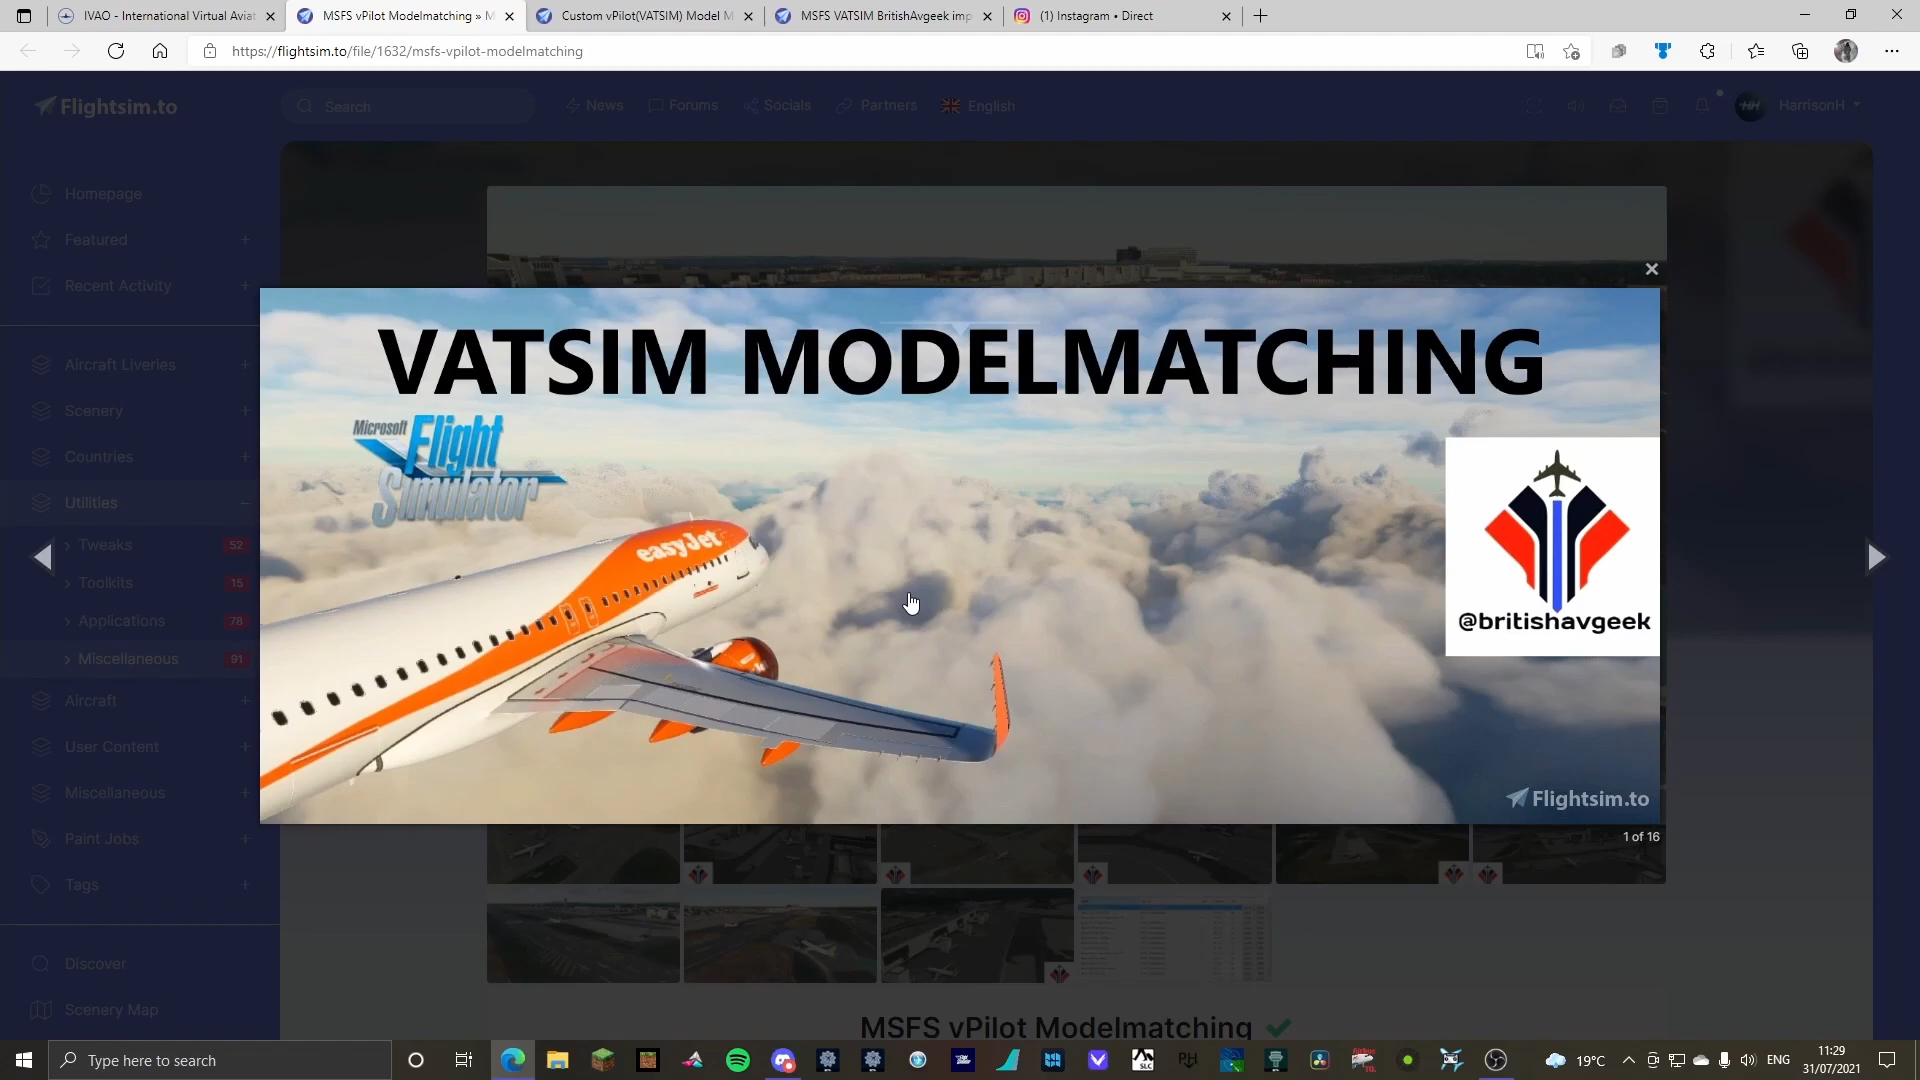 IVAO - International Virtual Aviat
MSFS vPilot Modelmatching » M
Custom vPilot(VATSIM) Model M
MSFS VATSIM BritishAvgeek imp
(1) Instagram • Direct
https://flightsim.to/file/1632/msfs-vpilot-modelmatching
Flightsim.to
Search
News
Forums
Socials
Partners
English
HarrisonH
Homepage
Featured
Recent Activity
Aircraft Liveries
Scenery
Countries
Utilities
Tweaks 52
Toolkits 15
Applications 78
Miscellaneous 91
Aircraft
User Content
Miscellaneous
Paint Jobs
Tags
Discover
Scenery Map
VATSIM MODELMATCHING
Microsoft
Flight
Simulator
easyJet
@britishavgeek
Flightsim.to
1 of 16
MSFS vPilot Modelmatching
Type here to search
19°C
ENG
11:29
31/07/2021